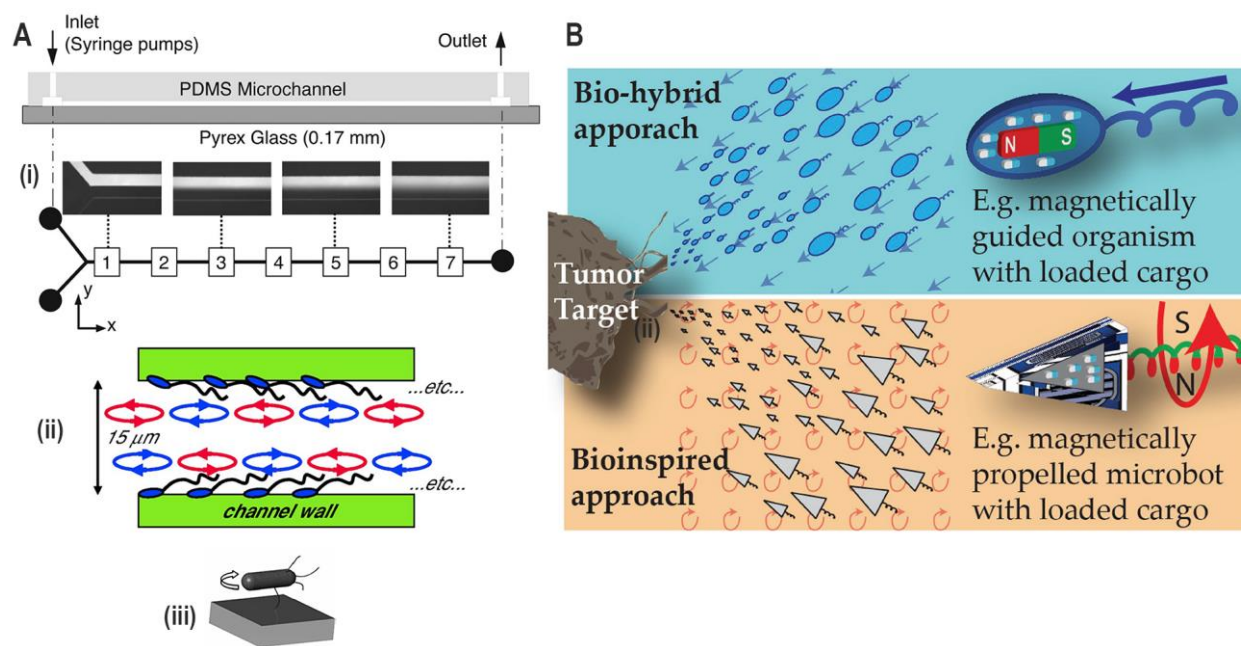 A
Inlet
(Syringe pumps)
Outlet
PDMS Microchannel
Pyrex Glass (0.17 mm)
(i)
1 2 3 4 5 6 7
y
x
(ii)
15 µm
...etc...
...etc...
channel wall
(iii)
B
Bio-hybrid
apporach
N S
E.g. magnetically
guided organism
with loaded cargo
Tumor
Target
(ii)
S
N
Bioinspired
approach
E.g. magnetically
propelled microbot
with loaded cargo